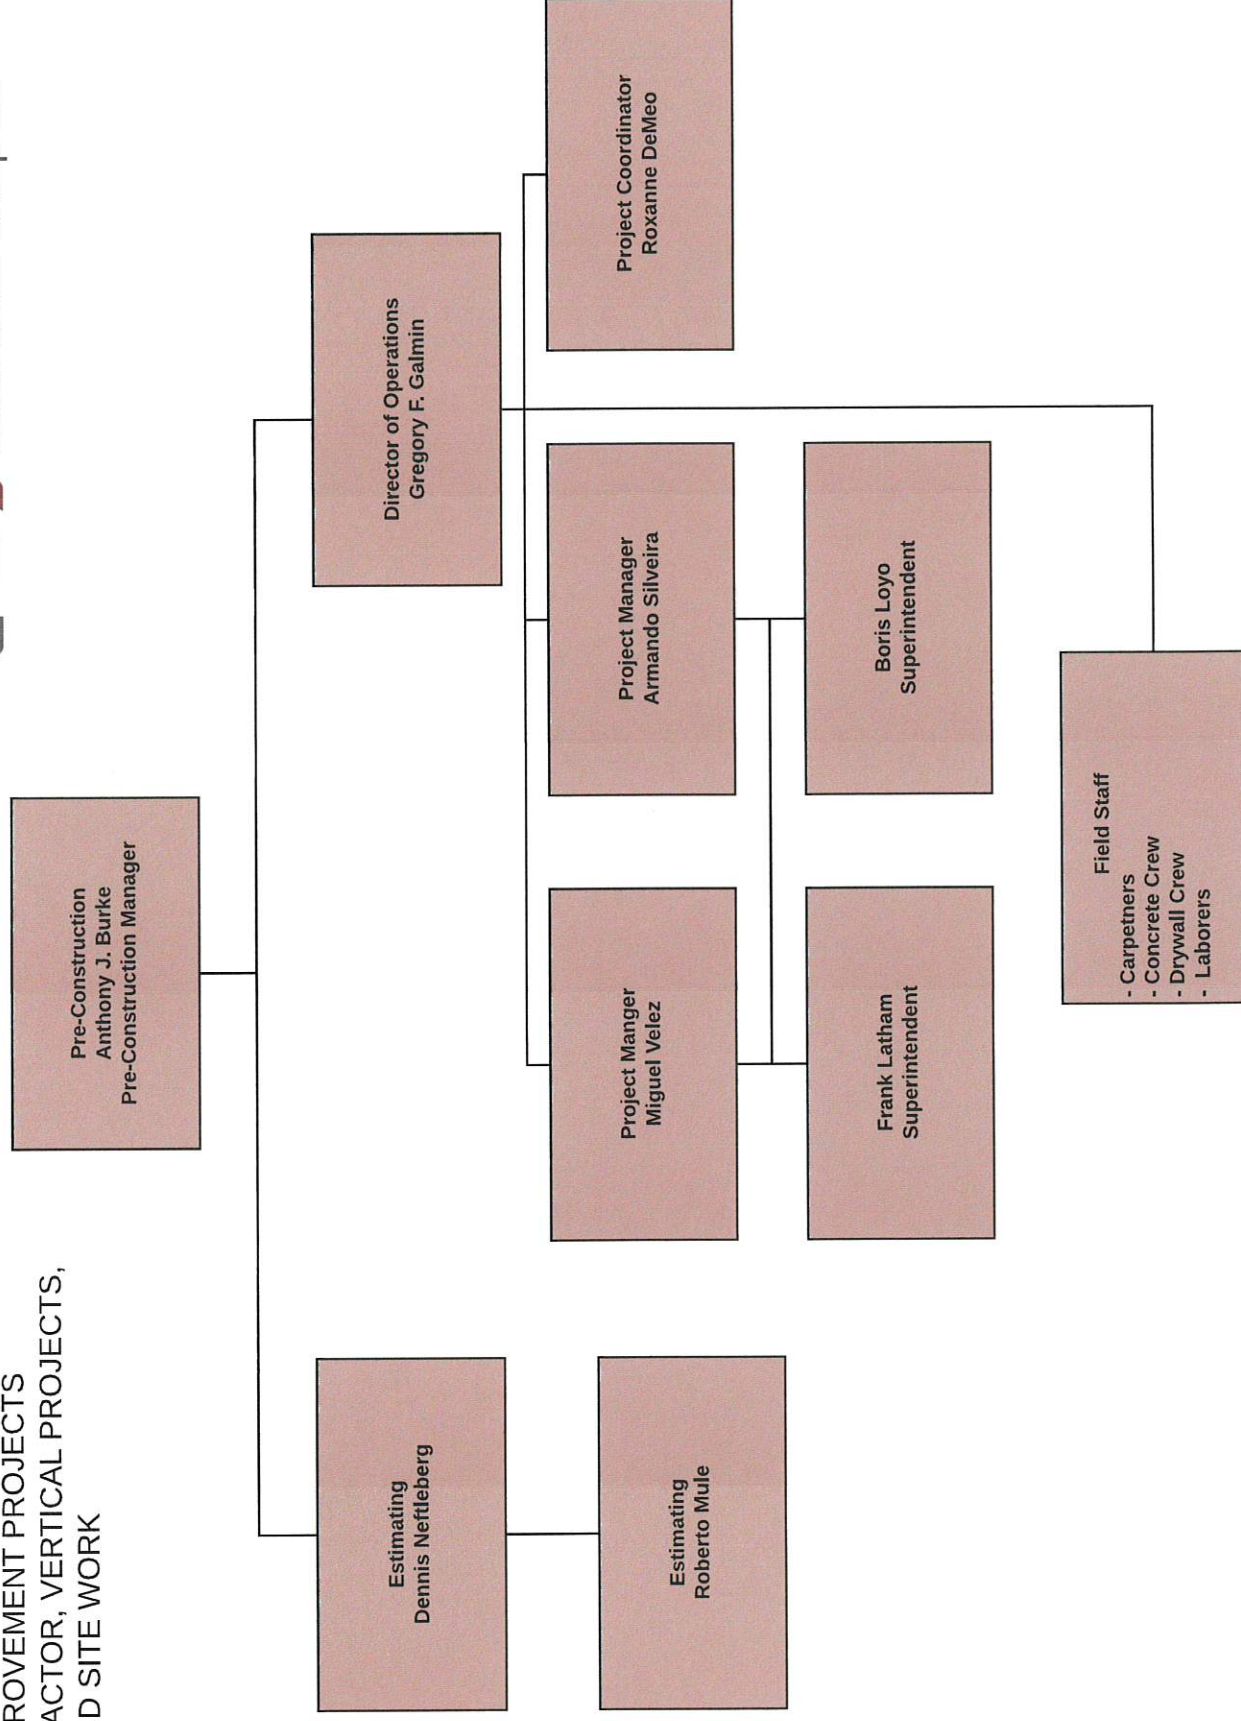 ROVEMENT PROJECTS
ACTOR, VERTICAL PROJECTS,
D SITE WORK
Pre-Construction
Anthony J. Burke
Pre-Construction Manager
Estimating
Dennis Neftleberg
Director of Operations
Gregory F. Galmin
Estimating
Roberto Mule
Project Manger
Miguel Velez
Project Manager
Armando Silveira
Project Coordinator
Roxanne DeMeo
Frank Latham
Superintendent
Boris Loyo
Superintendent
Field Staff
- Carpetners
- Concrete Crew
- Drywall Crew
- Laborers